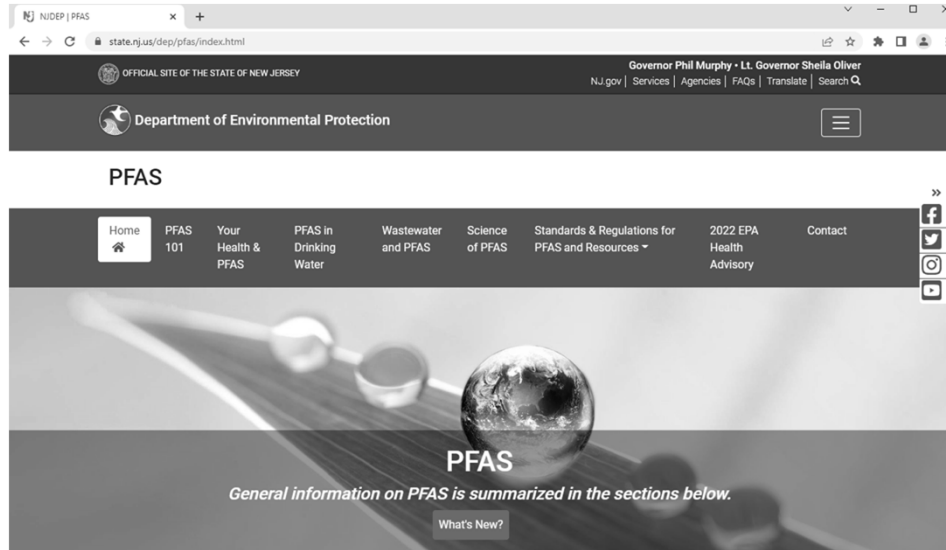 NJDEP | PFAS
state.nj.us/dep/pfas/index.html
OFFICIAL SITE OF THE STATE OF NEW JERSEY
Governor Phil Murphy • Lt. Governor Sheila Oliver
NJ.gov | Services | Agencies | FAQs | Translate | Search
Department of Environmental Protection
PFAS
Home
PFAS 101
Your Health & PFAS
PFAS in Drinking Water
Wastewater and PFAS
Science of PFAS
Standards & Regulations for PFAS and Resources
2022 EPA Health Advisory
Contact
PFAS
General information on PFAS is summarized in the sections below.
What's New?